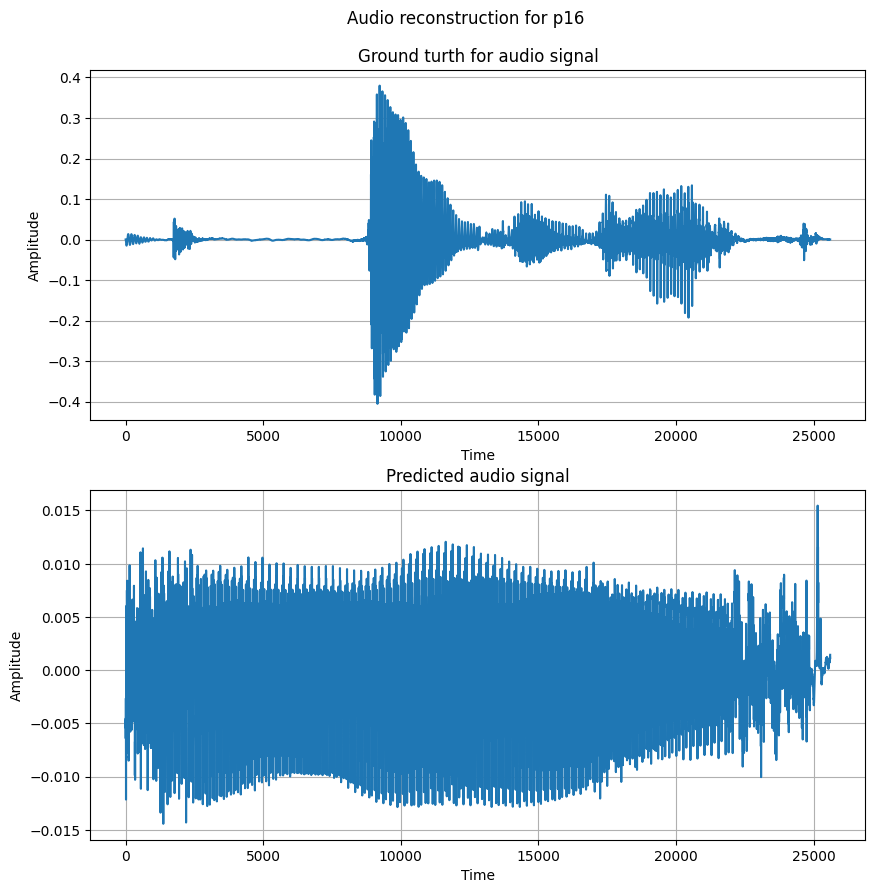 Audio reconstruction for p16
Ground turth for audio signal
0.4
0.3
0.2
0.1
0.0
−0.1
−0.2
−0.3
−0.4
Amplitude
0 5000 10000 15000 20000 25000
Time
Predicted audio signal
0.015
0.010
0.005
0.000
−0.005
−0.010
−0.015
Amplitude
0 5000 10000 15000 20000 25000
Time